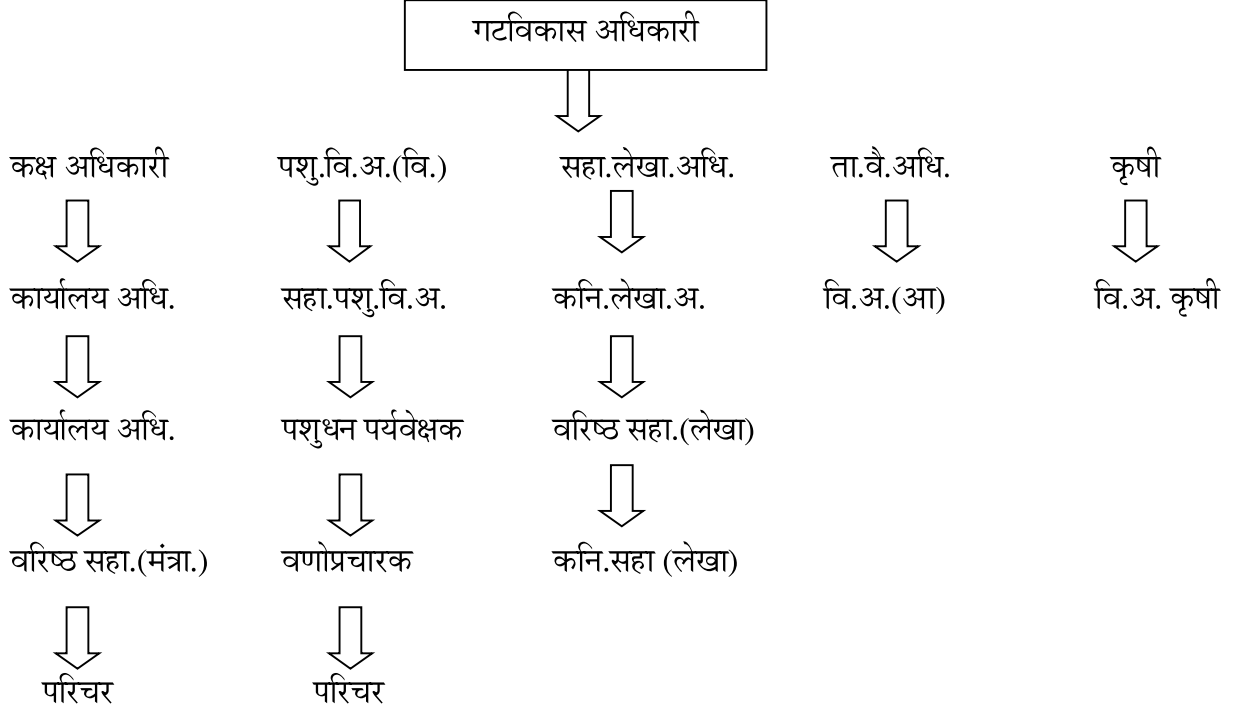 गटविकास अधिकारी
कक्ष अधिकारी पशु.वि.अ.(वि.) सहा.लेखा.अधि. ता.वै.अधि. कृषी
कार्यालय अधि. सहा.पशु.वि.अ. कनि.लेखा.अ. वि.अ.(आ) वि.अ. कृषी
कार्यालय अधि. पशुधन पर्यवेक्षक वरिष्ठ सहा.(लेखा)
वरिष्ठ सहा.(मंत्रा.) वणोप्रचारक कनि.सहा (लेखा)
परिचर परिचर